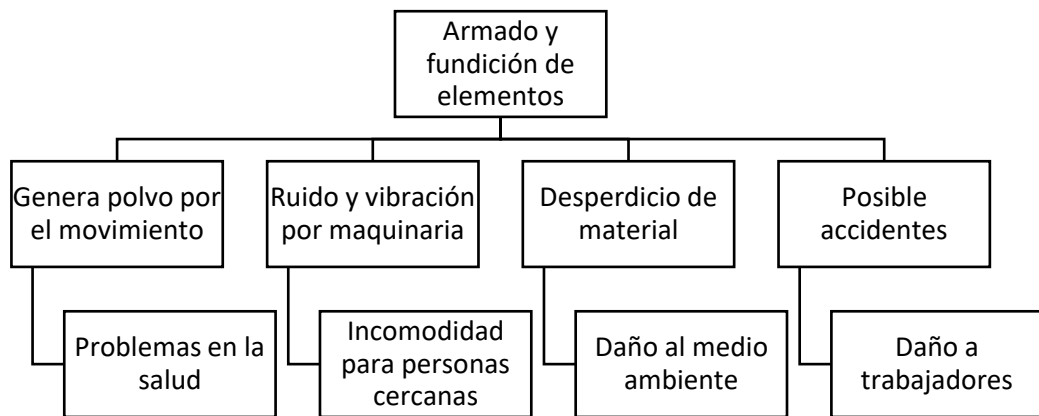 Armado y
fundición de
elementos
Genera polvo por
el movimiento
Ruido y vibración
por maquinaria
Desperdicio de
material
Posible
accidentes
Problemas en la
salud
Incomodidad
para personas
cercanas
Daño al medio
ambiente
Daño a
trabajadores